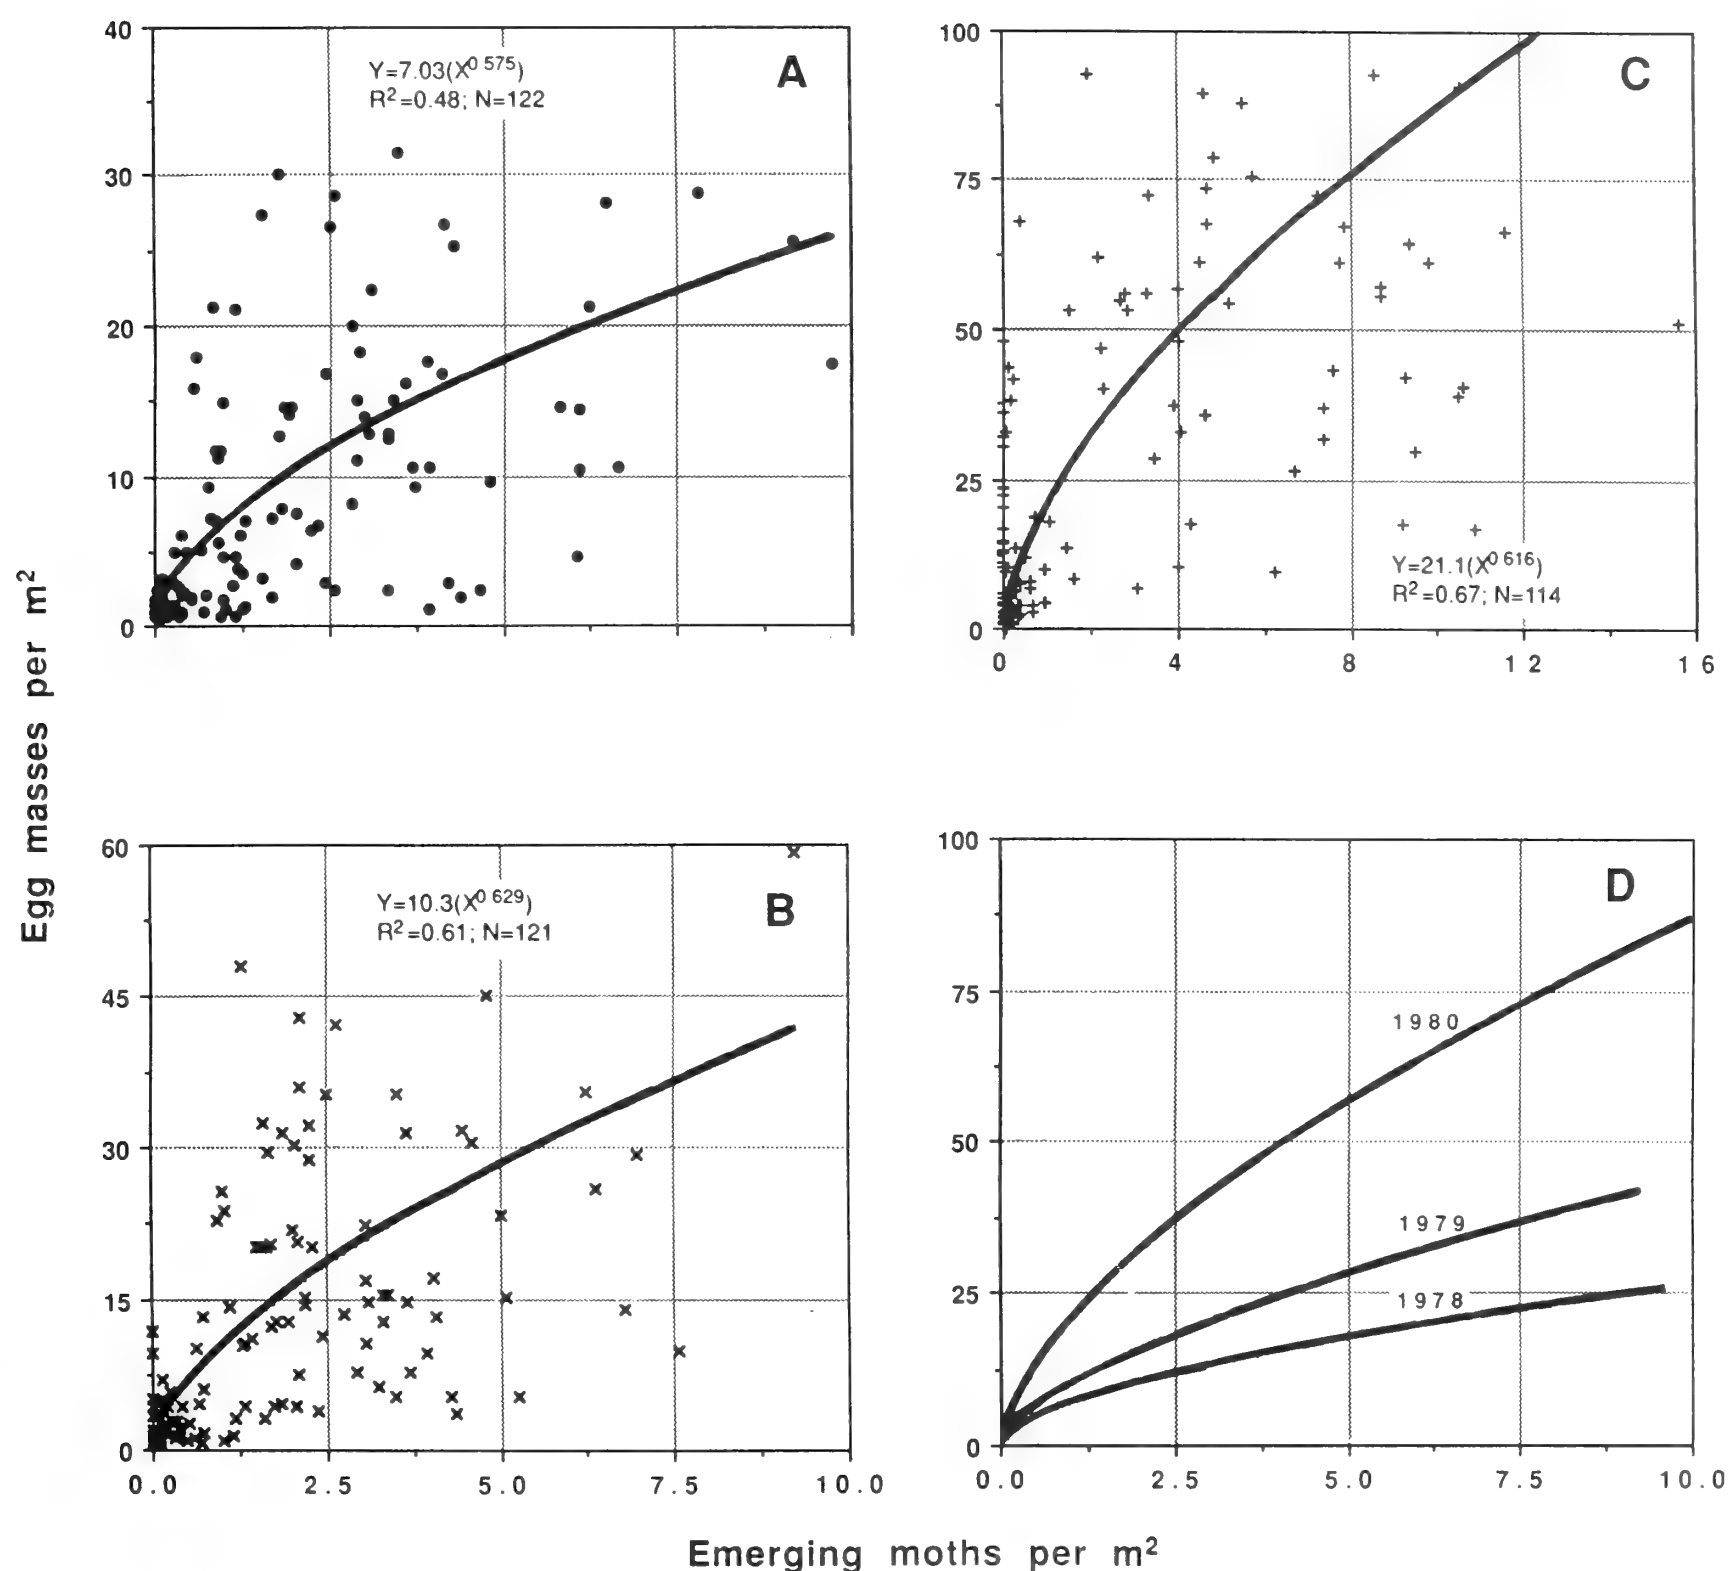 Egg masses per m²
40
30
20
10
0
Y=7.03(X^0 575)
R²=0.48; N=122
A
100
75
50
25
0
0 4 8 12 16
C
Y=21.1(X^0 616)
R²=0.67; N=114
60
45
30
15
0
0.0 2.5 5.0 7.5 10.0
Y=10.3(X^0 629)
R²=0.61; N=121
B
100
75
50
25
0
0.0 2.5 5.0 7.5 10.0
D
1980
1979
1978
Emerging moths per m²